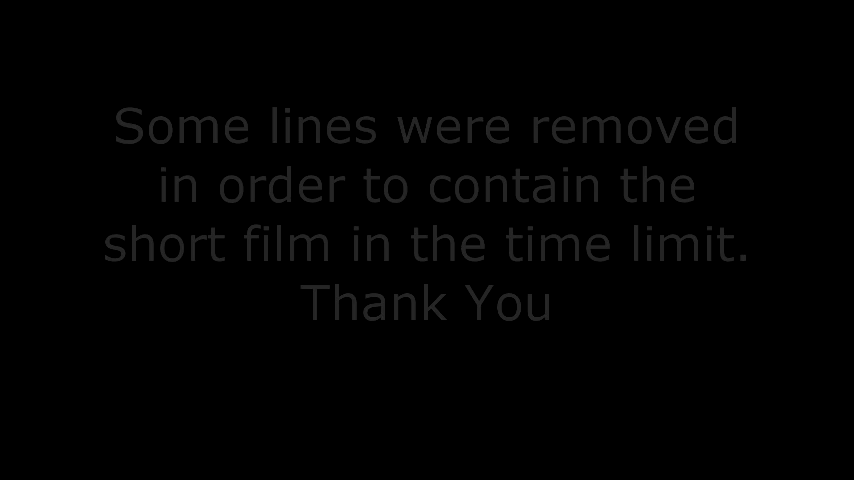 Some lines were removed
in order to contain the
short film in the time limit.
Thank You